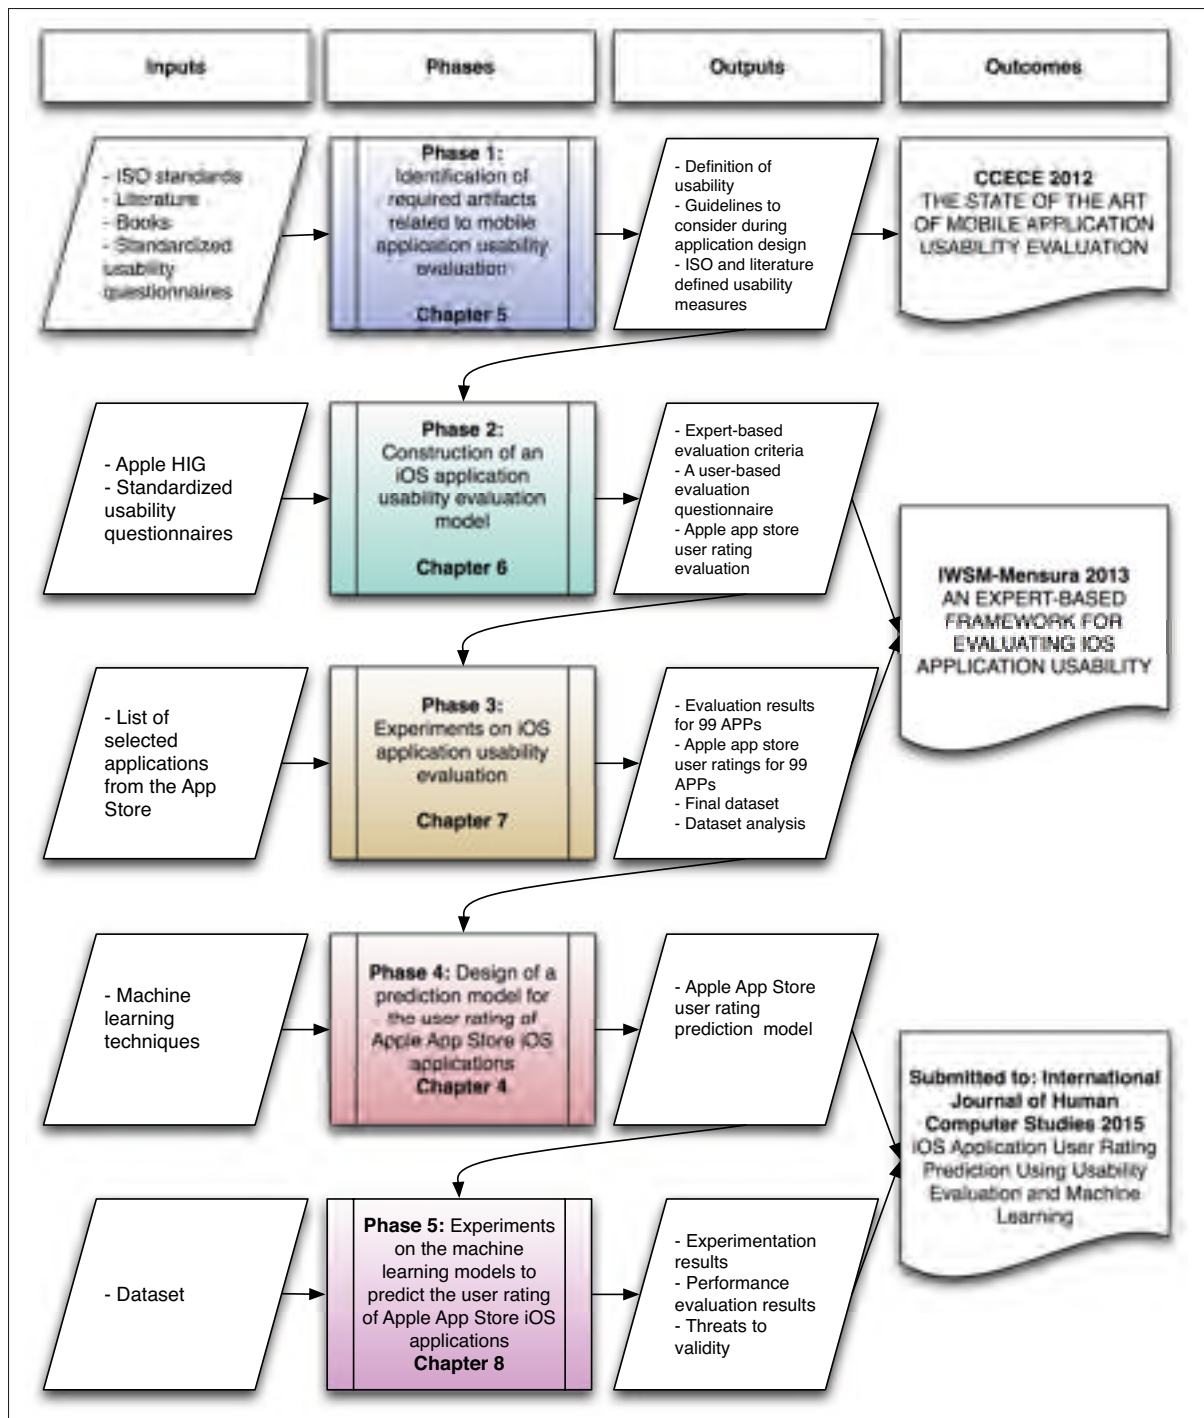 Inputs
Phases
Outputs
Outcomes
- ISO standards
- Literature
- Books
- Standardized
usability
questionnaires
Phase 1:
Identification of
required artifacts
related to mobile
application usability
evaluation
Chapter 5
- Definition of
usability
- Guidelines to
consider during
application design
- ISO and literature
defined usability
measures
CCECE 2012
THE STATE OF THE ART
OF MOBILE APPLICATION
USABILITY EVALUATION
- Apple HIG
- Standardized
usability
questionnaires
Phase 2:
Construction of an
iOS application
usability evaluation
model
Chapter 6
- Expert-based
evaluation criteria
- A user-based
evaluation
questionnaire
- Apple app store
user rating
evaluation
IWSM-Mensura 2013
AN EXPERT-BASED
FRAMEWORK FOR
EVALUATING IOS
APPLICATION USABILITY
- List of
selected
applications
from the App
Store
Phase 3:
Experiments on iOS
application usability
evaluation
Chapter 7
- Evaluation results
for 99 APPs
- Apple app store
user ratings for 99
APPs
- Final dataset
- Dataset analysis
- Machine
learning
techniques
Phase 4: Design of a
prediction model for
the user rating of
Apple App Store iOS
applications
Chapter 4
- Apple App Store
user rating
prediction model
Submitted to: International
Journal of Human
Computer Studies 2015
iOS Application User Rating
Prediction Using Usability
Evaluation and Machine
Learning
- Dataset
Phase 5: Experiments
on the machine
learning models to
predict the user rating
of Apple App Store iOS
applications
Chapter 8
- Experimentation
results
- Performance
evaluation results
- Threats to
validity